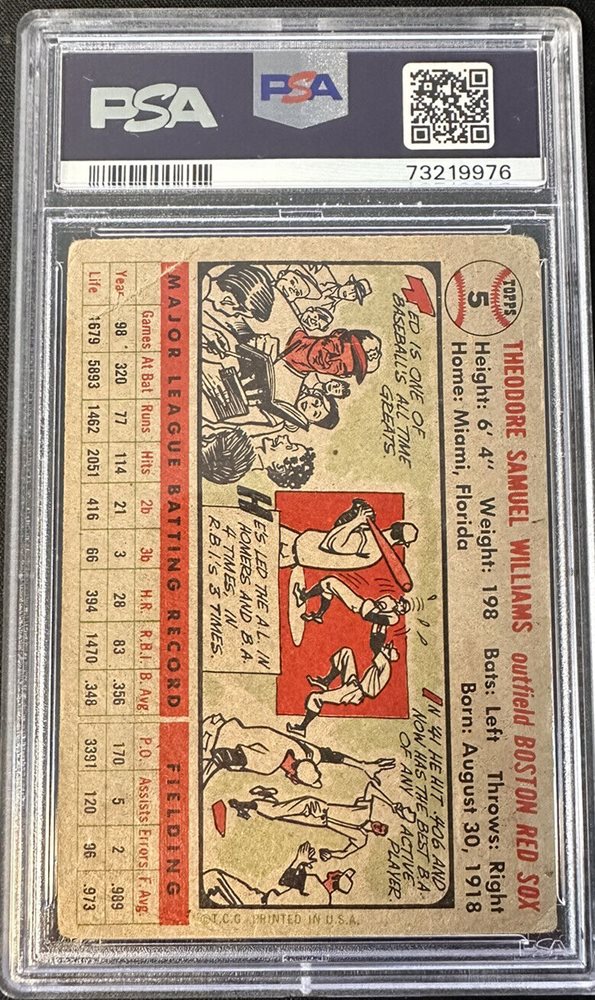 PSA
PSA
73219976
TOPPS
5
THEODORE SAMUEL WILLIAMS outfield BOSTON RED SOX
Height: 6' 4" Weight: 198 Bats: Left Throws: Right
Home: Miami, Florida Born: August 30, 1918
TED IS ONE OF
BASEBALL'S ALL TIME
GREATS
HE'S LED THE A.L. IN
HOMERS AND B.A.
4 TIMES, IN
R.B.I.'S 3 TIMES.
IN '41 HE HIT .406 AND
NOW HAS THE BEST B.A.
OF ANY ACTIVE
PLAYER.
MAJOR LEAGUE BATTING RECORD FIELDING
Games At Bat Runs Hits 2b 3b H.R. R.B.I. B. Avg. P.O. Assists Errors F. Avg.
Year 98 320 77 114 21 3 28 83 .356 170 5 2 .989
Life 1679 5893 1462 2051 416 66 394 1470 .348 3391 120 96 .973
©T.C.G. PRINTED IN U.S.A.
PSA